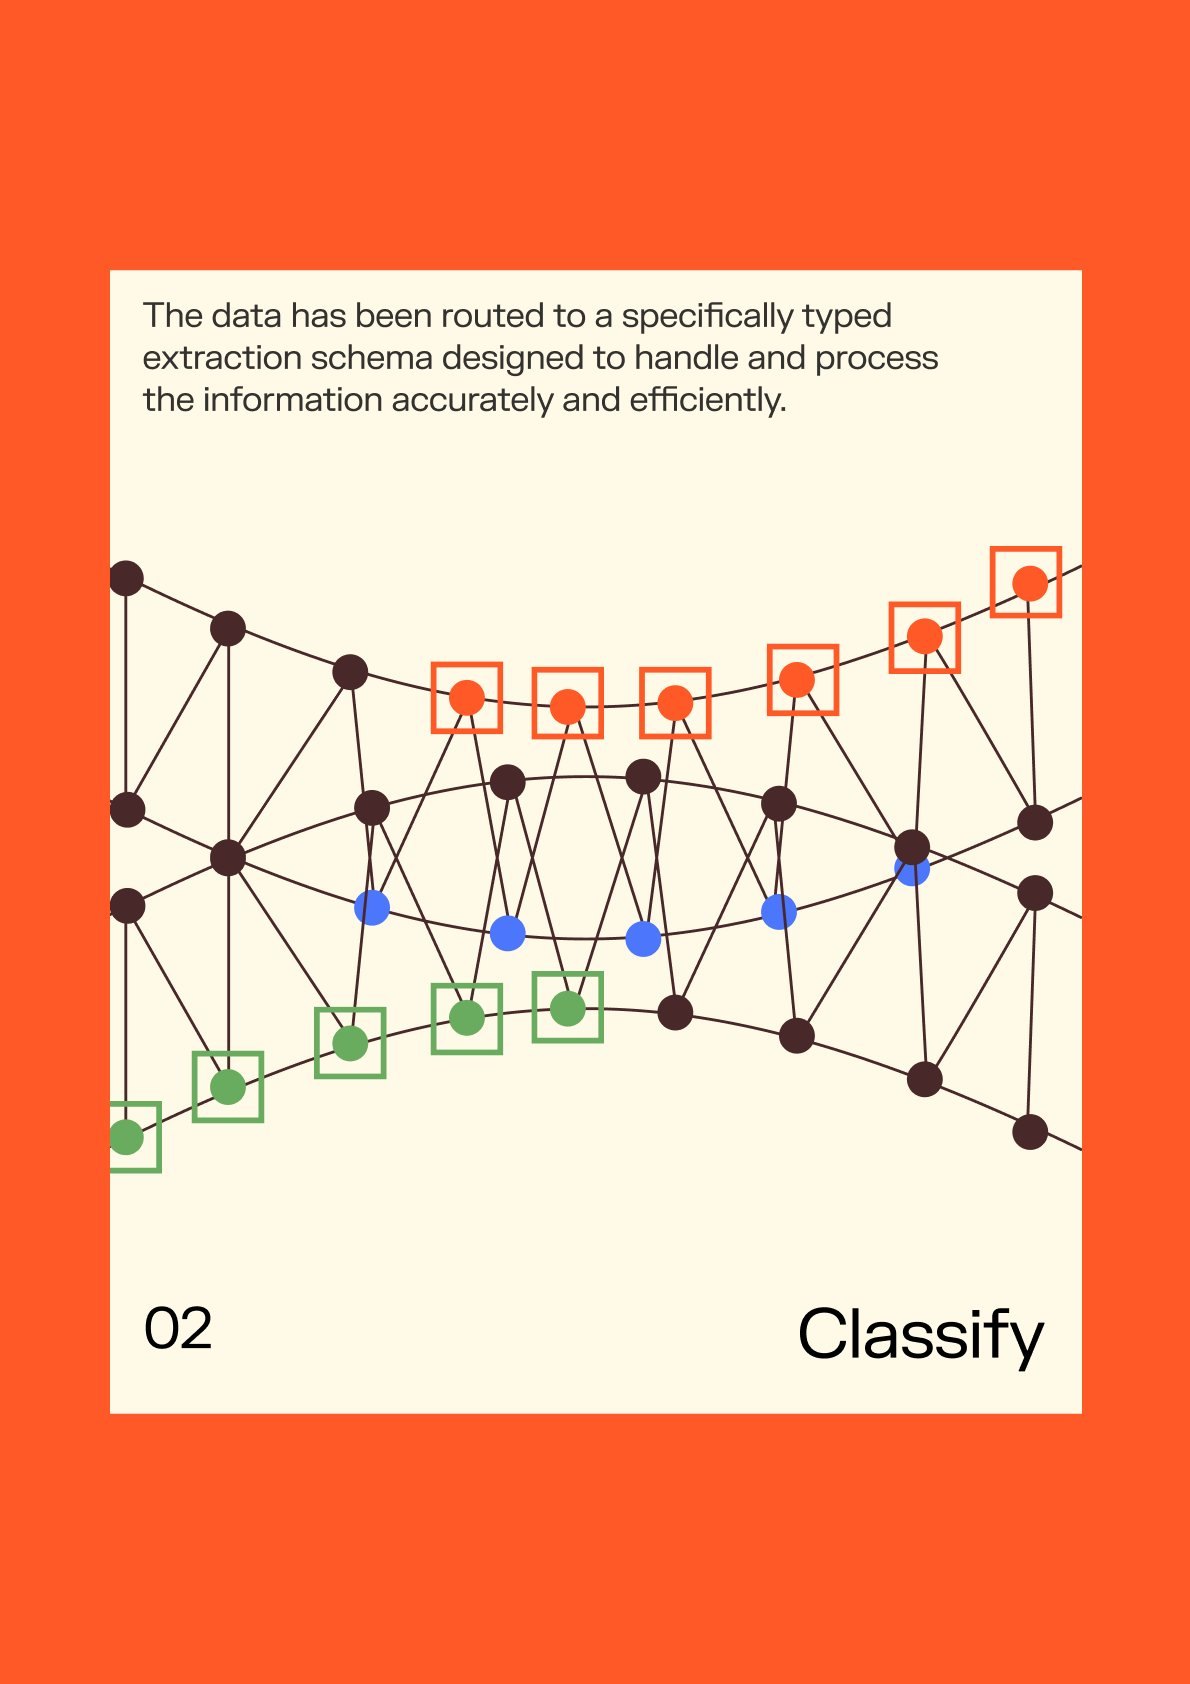 The data has been routed to a specifically typed
extraction schema designed to handle and process
the information accurately and efficiently.
02
Classify